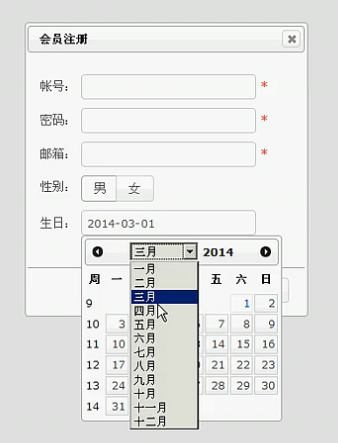 会员注册
帐号：
*
密码：
*
邮箱：
*
性别： 男 女
生日： 2014-03-01
三月 2014
周 一 五 六 日
一月
二月
三月
四月
五月
六月
七月
八月
九月
十月
十一月
十二月
9 1 2
10 3 7 8 9
11 10 14 15 16
12 17 21 22 23
13 24 28 29 30
14 31